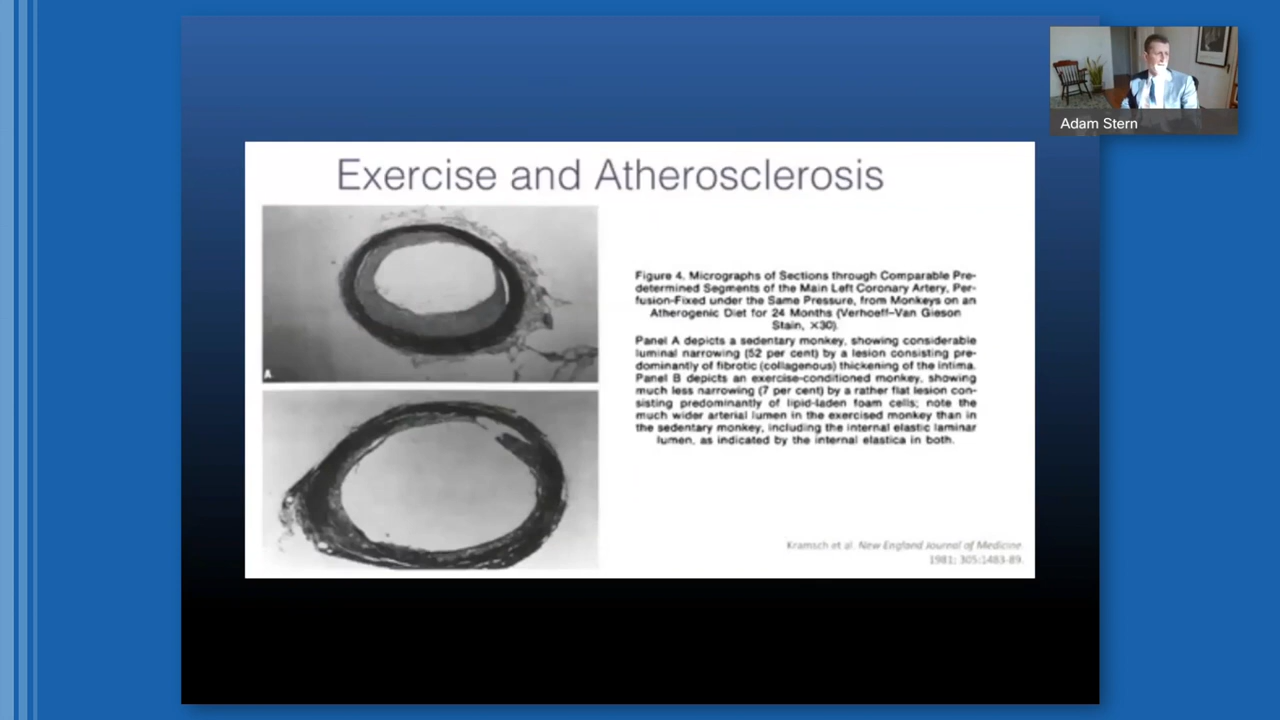 Adam Stern
Exercise and Atherosclerosis
A
Figure 4. Micrographs of Sections through Comparable Pre-
determined Segments of the Main Left Coronary Artery, Per-
fusion-Fixed under the Same Pressure, from Monkeys on an
Atherogenic Diet for 24 Months (Verhoeff–Van Gieson
Stain, ×30).
Panel A depicts a sedentary monkey, showing considerable
luminal narrowing (52 per cent) by a lesion consisting pre-
dominantly of fibrotic (collagenous) thickening of the intima.
Panel B depicts an exercise-conditioned monkey, showing
much less narrowing (7 per cent) by a rather flat lesion con-
sisting predominantly of lipid-laden foam cells; note the
much wider arterial lumen in the exercised monkey than in
the sedentary monkey, including the internal elastic laminar
lumen, as indicated by the internal elastica in both.
Kramsch et al. New England Journal of Medicine.
1981; 305:1483-89.